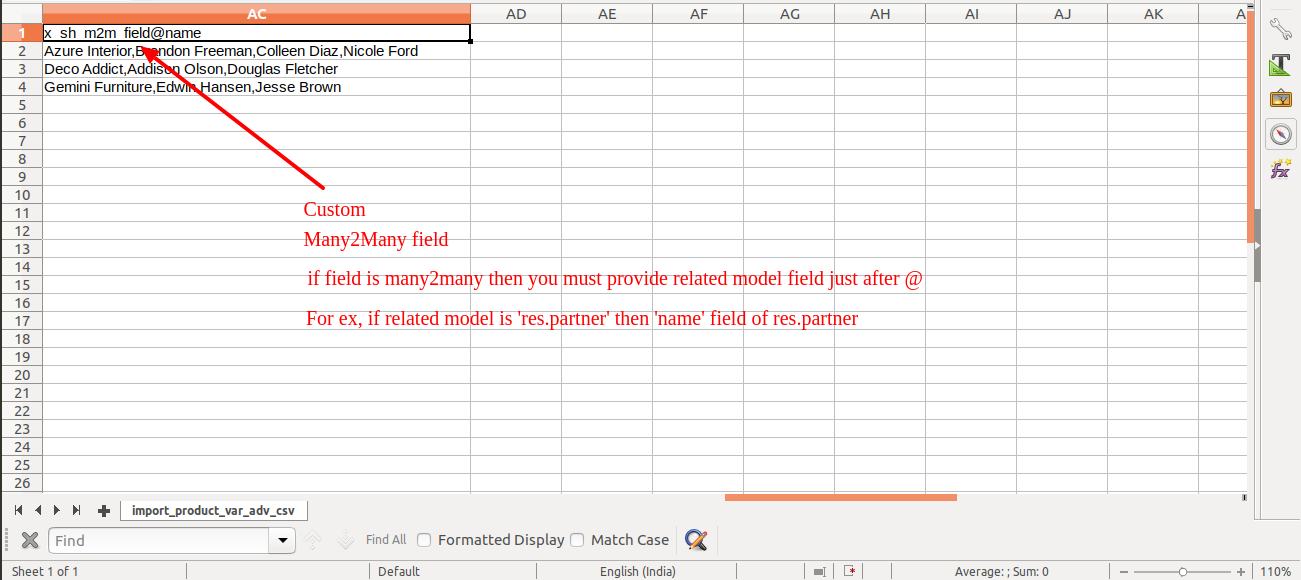 AC AD AE AF AG AH AI AJ AK A
1 x_sh_m2m_field@name
2 Azure Interior,Brandon Freeman,Colleen Diaz,Nicole Ford
3 Deco Addict,Addison Olson,Douglas Fletcher
4 Gemini Furniture,Edwin Hansen,Jesse Brown
5
6
7
8
9
10
11 Custom
12
13 Many2Many field
14
15 if field is many2many then you must provide related model field just after @
16
17 For ex, if related model is 'res.partner' then 'name' field of res.partner
18
19
20
21
22
23
24
25
26
import_product_var_adv_csv
Find Find All Formatted Display Match Case
Sheet 1 of 1 Default English (India) Average: ; Sum: 0 110%